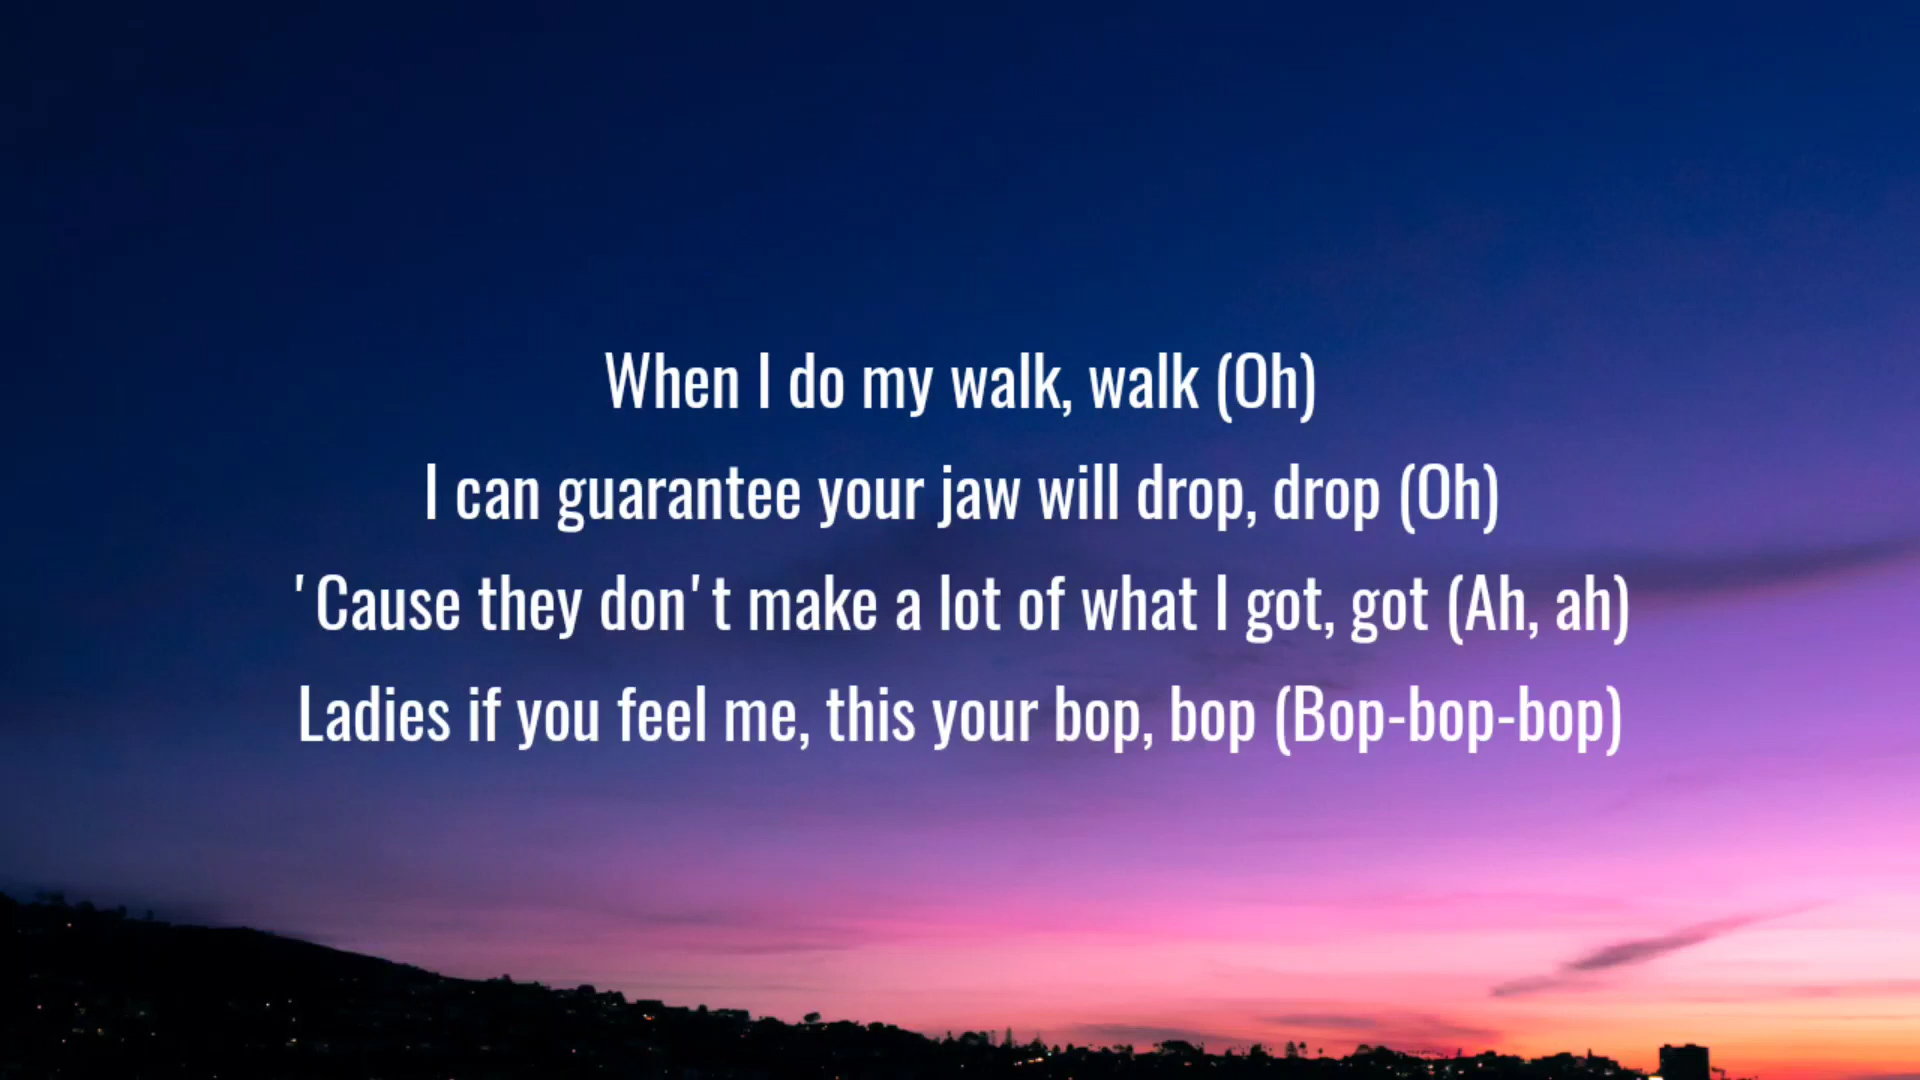 When I do my walk, walk (Oh)
I can guarantee your jaw will drop, drop (Oh)
'Cause they don't make a lot of what I got, got (Ah, ah)
Ladies if you feel me, this your bop, bop (Bop-bop-bop)